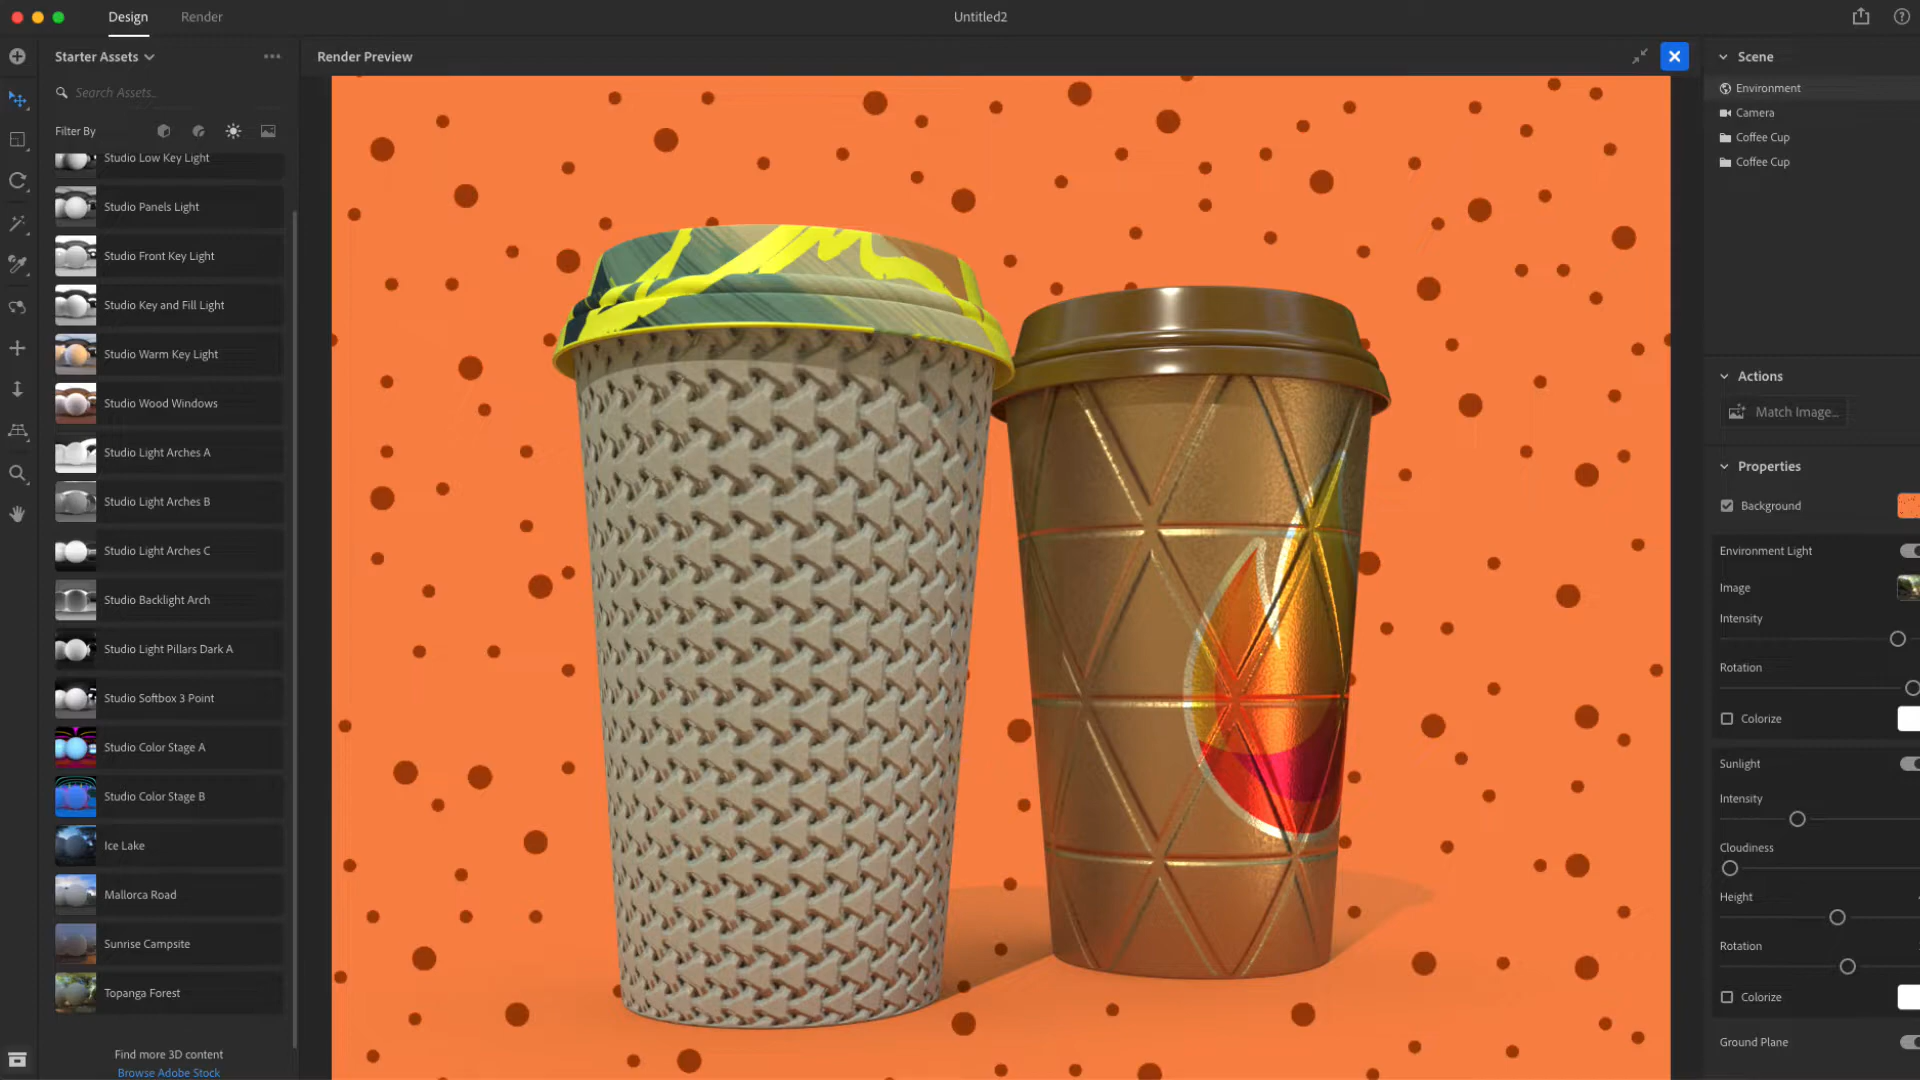 Design
Render
Untitled2
Starter Assets
Search Assets..
Filter By
Studio Low Key Light
Studio Panels Light
Studio Front Key Light
Studio Key and Fill Light
Studio Warm Key Light
Studio Wood Windows
Studio Light Arches A
Studio Light Arches B
Studio Light Arches C
Studio Backlight Arch
Studio Light Pillars Dark A
Studio Softbox 3 Point
Studio Color Stage A
Studio Color Stage B
Ice Lake
Mallorca Road
Sunrise Campsite
Topanga Forest
Find more 3D content
Browse Adobe Stock
Render Preview
Scene
Environment
Camera
Coffee Cup
Coffee Cup
Actions
Match Image...
Properties
Background
Environment Light
Image
Intensity
Rotation
Colorize
Sunlight
Intensity
Cloudiness
Height
Rotation
Colorize
Ground Plane